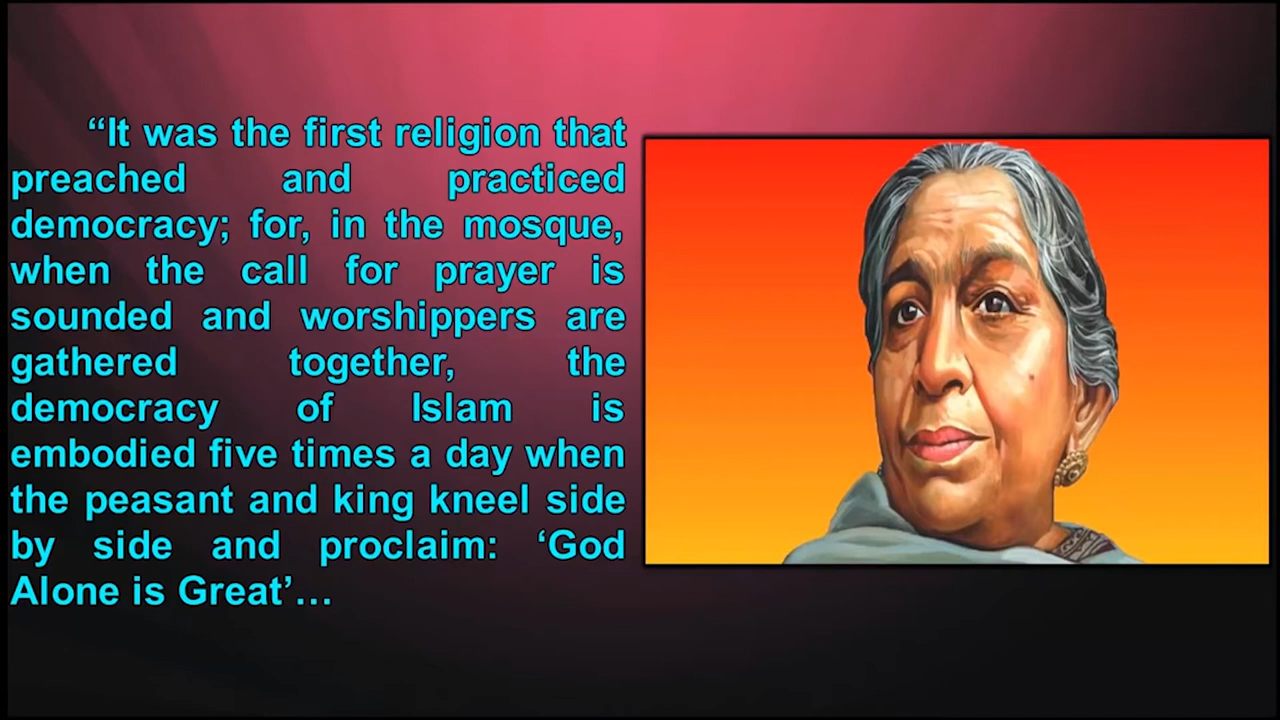 “It was the first religion that
preached and practiced
democracy; for, in the mosque,
when the call for prayer is
sounded and worshippers are
gathered together, the
democracy of Islam is
embodied five times a day when
the peasant and king kneel side
by side and proclaim: ‘God
Alone is Great’…